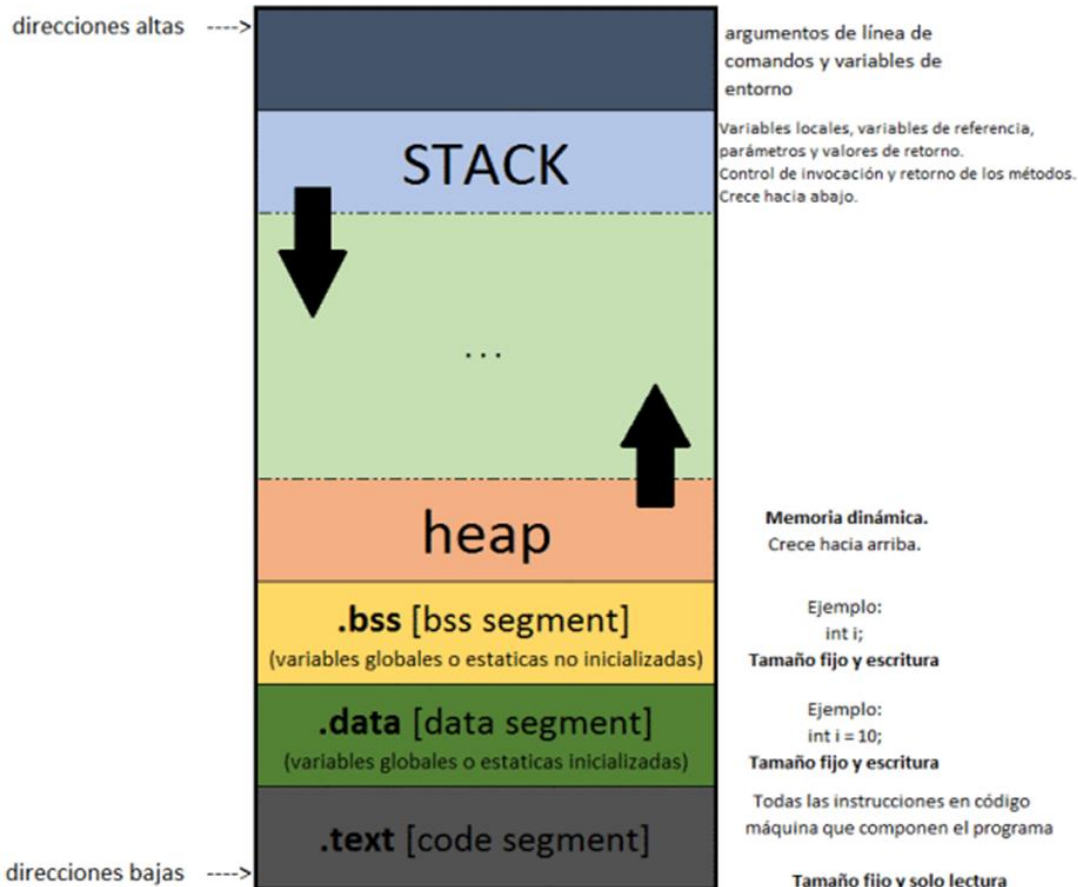 direcciones altas ---->
argumentos de línea de
comandos y variables de
entorno
STACK
Variables locales, variables de referencia,
parámetros y valores de retorno.
Control de invocación y retorno de los métodos.
Crece hacia abajo.
...
heap
Memoria dinámica.
Crece hacia arriba.
.bss [bss segment]
(variables globales o estaticas no inicializadas)
Ejemplo:
int i;
Tamaño fijo y escritura
.data [data segment]
(variables globales o estaticas inicializadas)
Ejemplo:
int i = 10;
Tamaño fijo y escritura
.text [code segment]
Todas las instrucciones en código
máquina que componen el programa
direcciones bajas ---->
Tamaño fijo y solo lectura